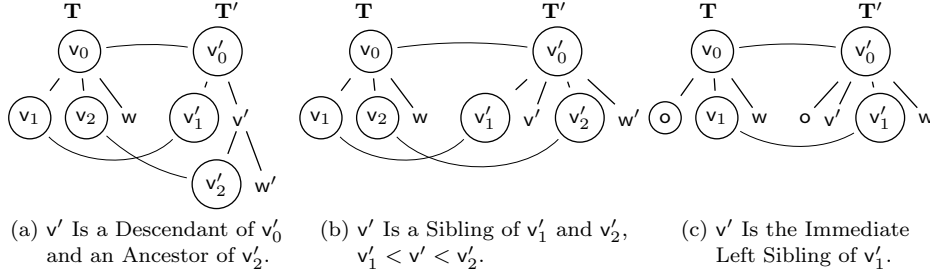 T T′ T T′ T T′
v0 v′0 v0 v′0 v0 v′0
v1 v2 w v′1 v′ v1 v2 w v′1 v′ v′2 w′ o v1 w o v′ v′1 w
v′2 w′
(a) v′ Is a Descendant of v′0 (b) v′ Is a Sibling of v′1 and v′2, (c) v′ Is the Immediate
and an Ancestor of v′2. v′1 < v′ < v′2. Left Sibling of v′1.